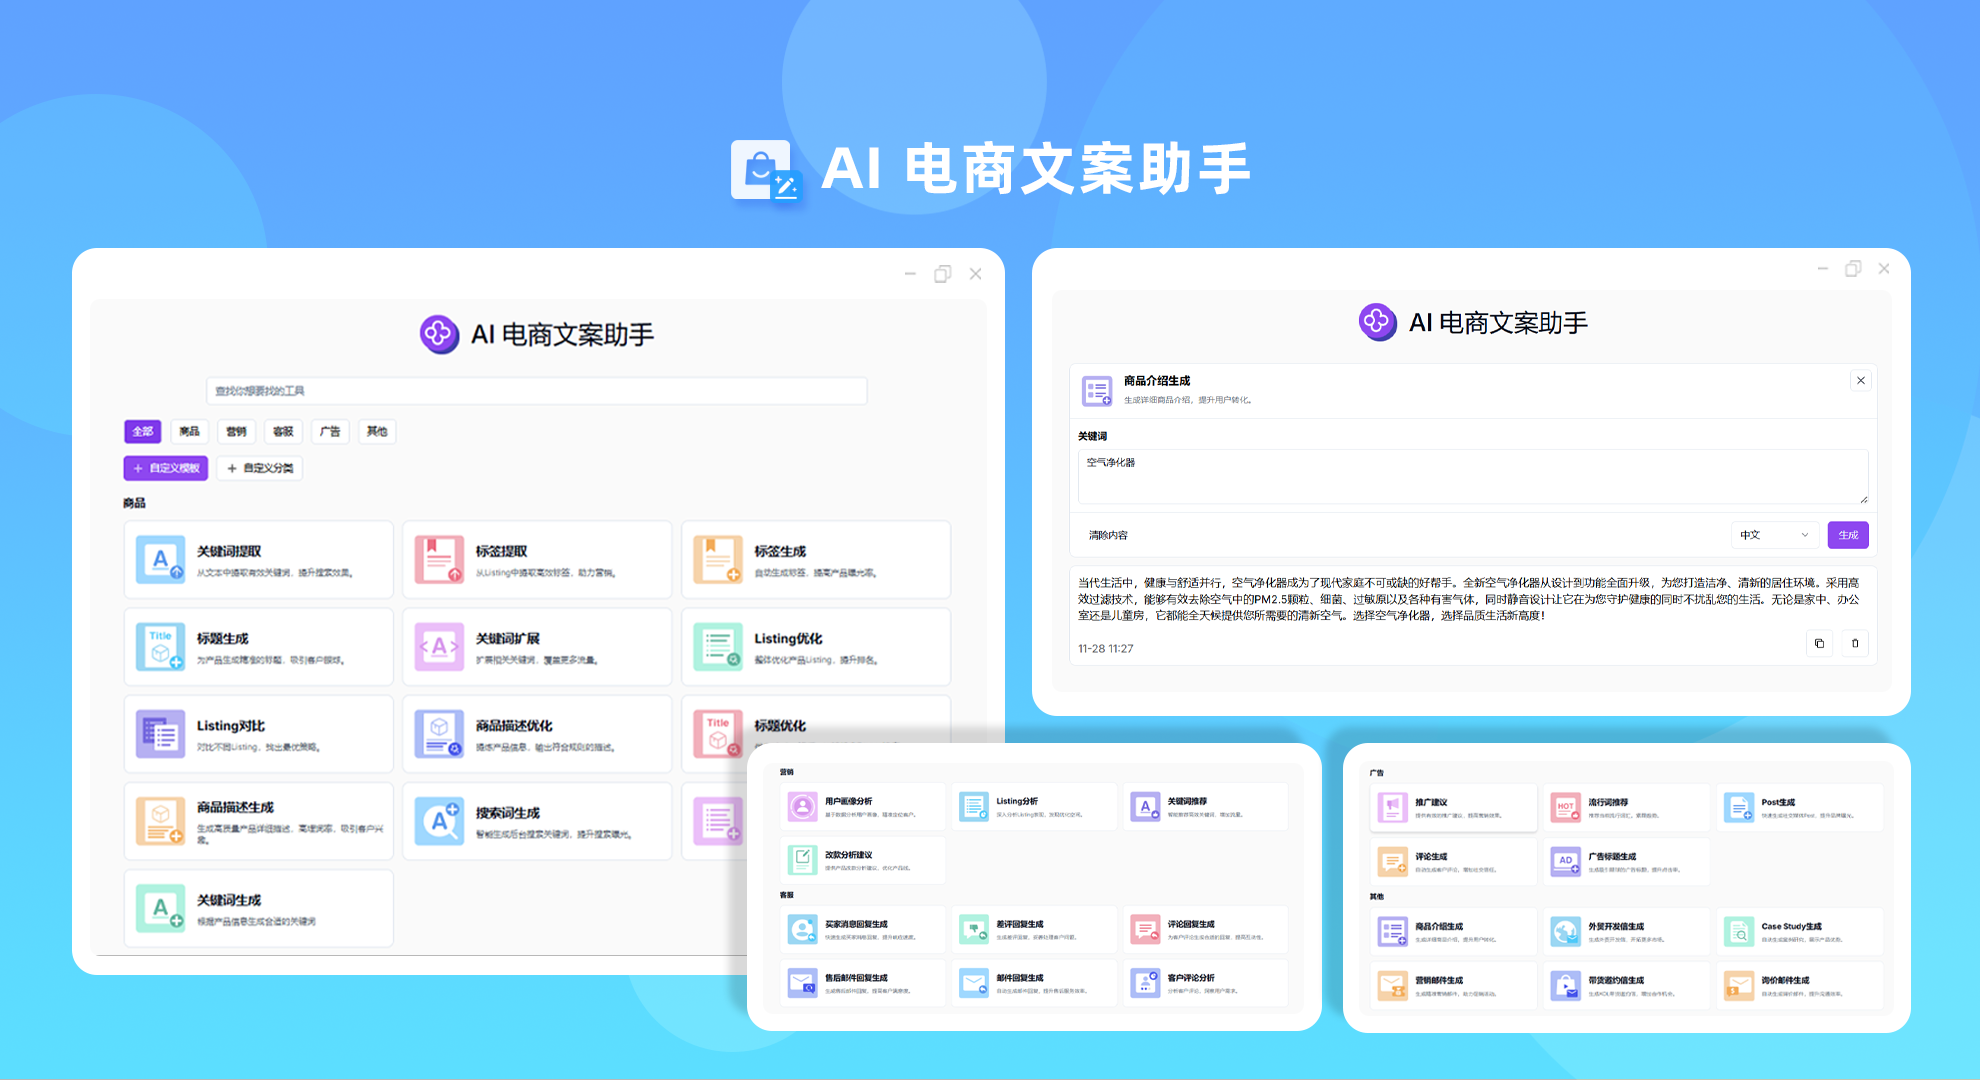 AI 电商文案助手
AI 电商文案助手
查找你想要找的工具
全部 商品 营销 客服 广告 其他
+ 自定义模板 + 自定义分类
商品
关键词提取
从文本中提取有效关键词，提升搜索效果。
标签提取
从Listing中提取高效标签，助力营销。
标签生成
自动生成标签，提高产品曝光率。
Title
标题生成
为产品生成精准的标题，吸引客户眼球。
关键词扩展
扩展相关关键词，覆盖更多流量。
Listing优化
整体优化产品Listing，提升排名。
Listing对比
对比不同Listing，找出最优策略。
商品描述优化
提炼产品信息，输出符合规则的描述。
Title
标题优化
商品描述生成
生成高质量产品详细描述，高增词率，吸引客户兴趣。
搜索词生成
智能生成后台搜索关键词，提升搜索曝光。
关键词生成
根据产品信息生成合适的关键词
AI 电商文案助手
商品介绍生成
生成详细商品介绍，提升用户转化。
关键词
空气净化器
清除内容
中文
生成
当代生活中，健康与舒适并行，空气净化器成为了现代家庭不可或缺的好帮手。全新空气净化器从设计到功能全面升级，为您打造洁净、清新的居住环境。采用高
效过滤技术，能够有效去除空气中的PM2.5颗粒、细菌、过敏原以及各种有害气体，同时静音设计让它在为您守护健康的同时不扰乱您的生活。无论是家中、办公
室还是儿童房，它都能全天候提供您所需要的清新空气。选择空气净化器，选择品质生活新高度！
11-28 11:27
营销
用户画像分析
Listing分析
关键词推荐
改款分析建议
客服
买家消息回复生成
差评回复生成
评论回复生成
售后邮件回复生成
邮件回复生成
客户评论分析
广告
推广建议
HOT
流行词推荐
Post生成
评论生成
AD
广告标题生成
其他
商品介绍生成
生成详细商品介绍，提升用户转化。
外贸开发信生成
Case Study生成
营销邮件生成
带货邀约信生成
询价邮件生成